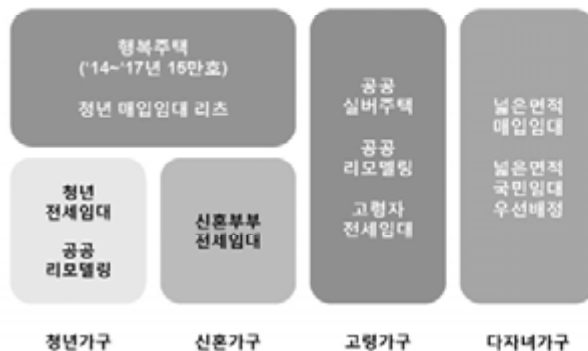 행복주택
('14~'17년 15만호)
청년 매입임대 리츠
청년
전세임대
공공
리모델링
신혼부부
전세임대
공공
실버주택
공공
리모델링
고령자
전세임대
넓은면적
매입임대
넓은면적
국민임대
우선배정
청년가구
신혼가구
고령가구
다자녀가구